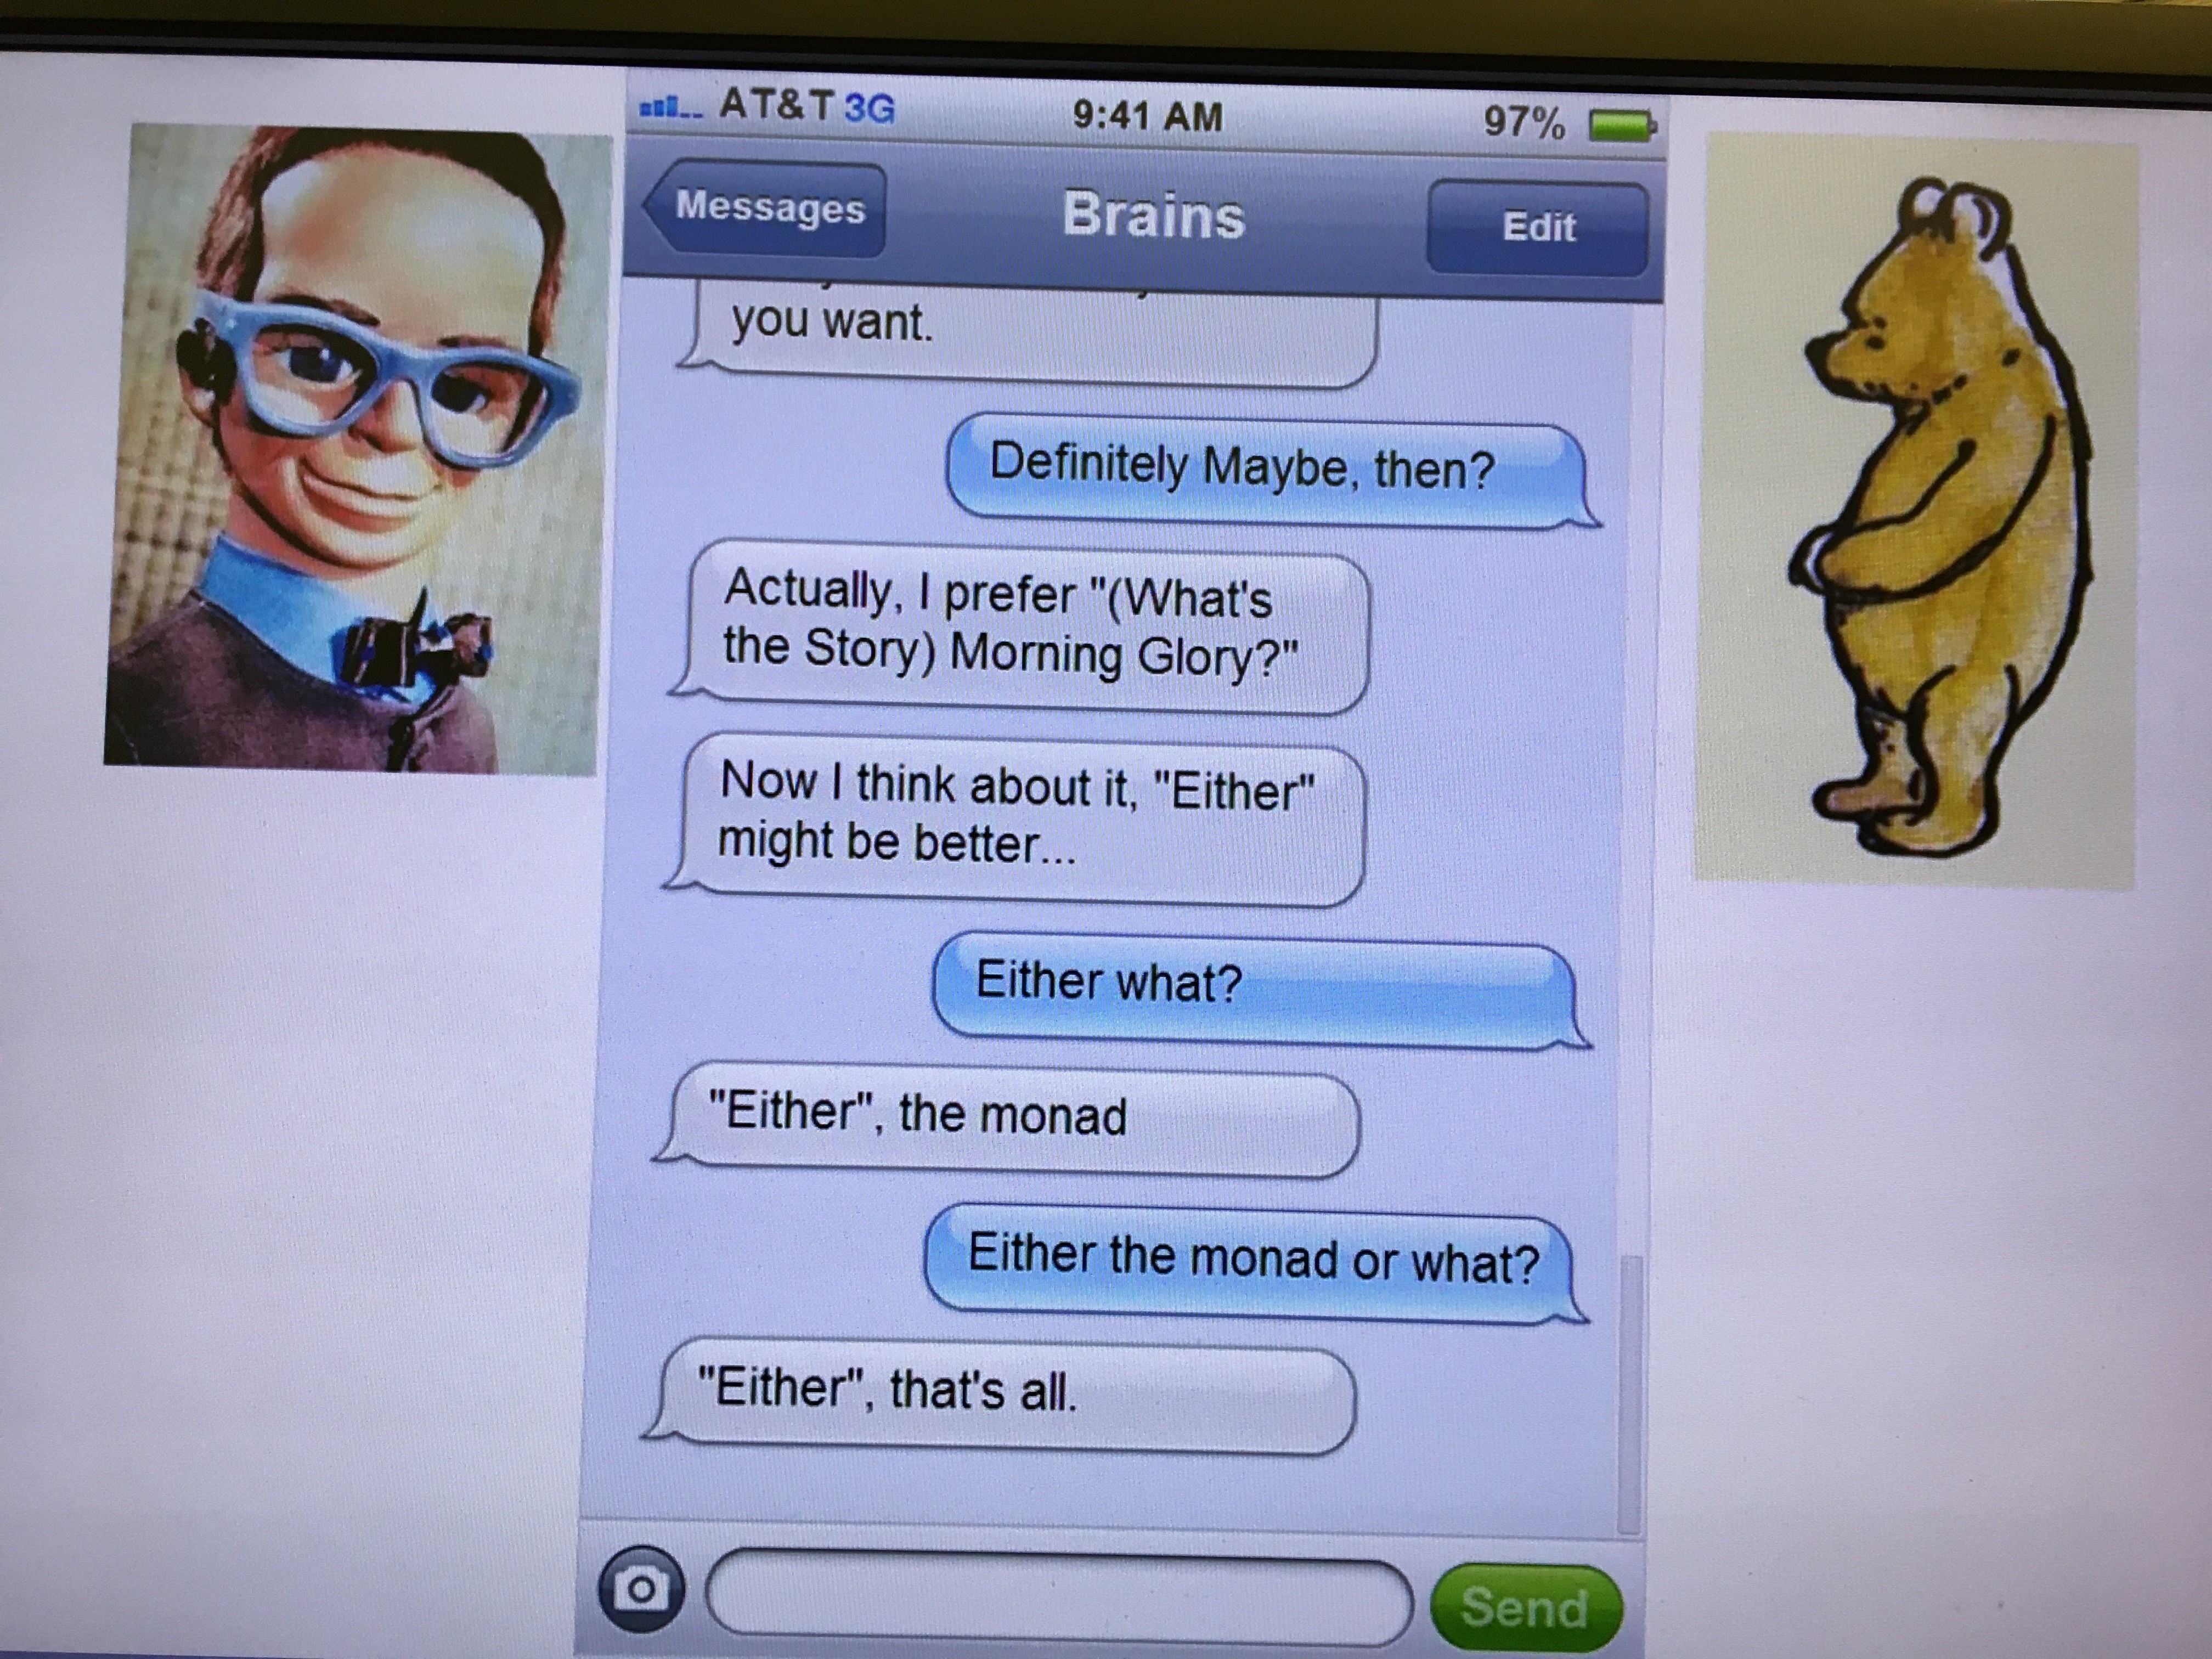 AT&T 3G 9:41 AM 97%
Messages Brains Edit
you want.
Definitely Maybe, then?
Actually, I prefer "(What's
the Story) Morning Glory?"
Now I think about it, "Either"
might be better...
Either what?
"Either", the monad
Either the monad or what?
"Either", that's all.
Send